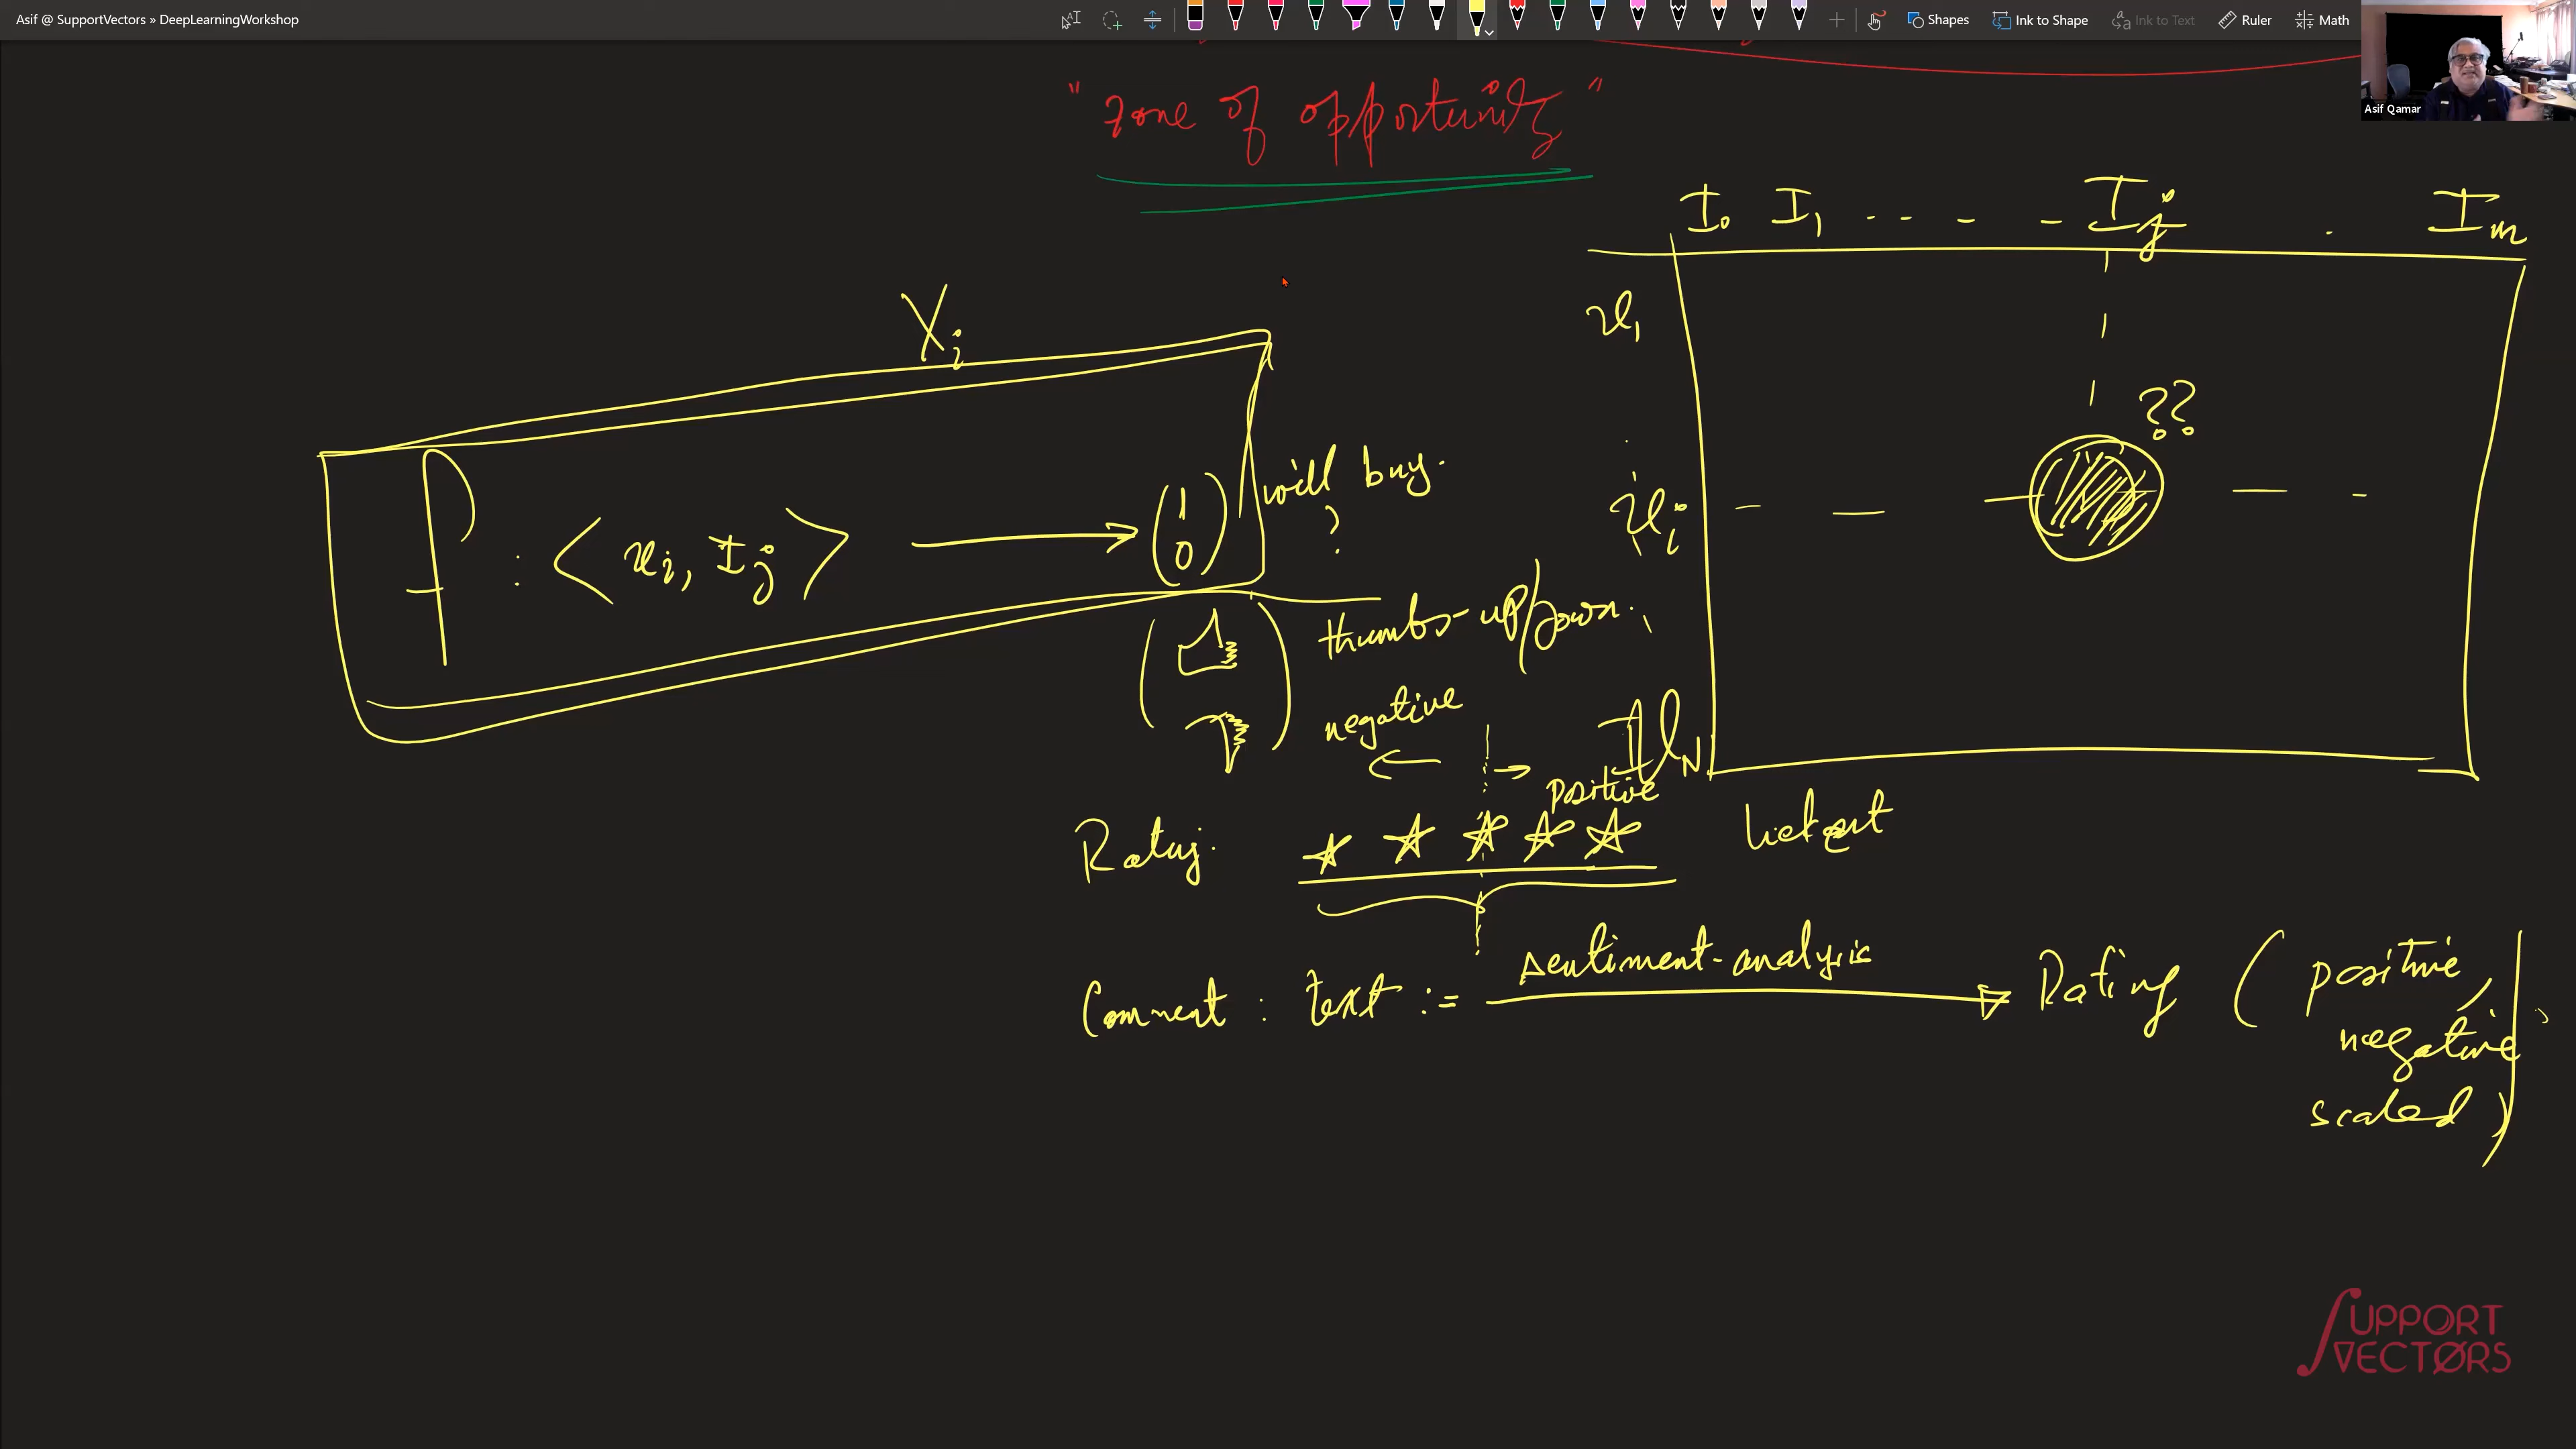 Asif @ SupportVectors » DeepLearningWorkshop
Shapes
Ink to Shape
Ink to Text
Ruler
Math
Asif Qamar
"zone of opportunity"
I0 I1 .. - - Ij . Im
Xi
u1
??
will buy.
?
f : <ui, Ij> (1 0)
ui
thumbs-up/down.
negative
positive
uN
Rating:
Comment : text := sentiment-analysis Rating (positive, negative, scaled)
SUPPORT
VECTORS